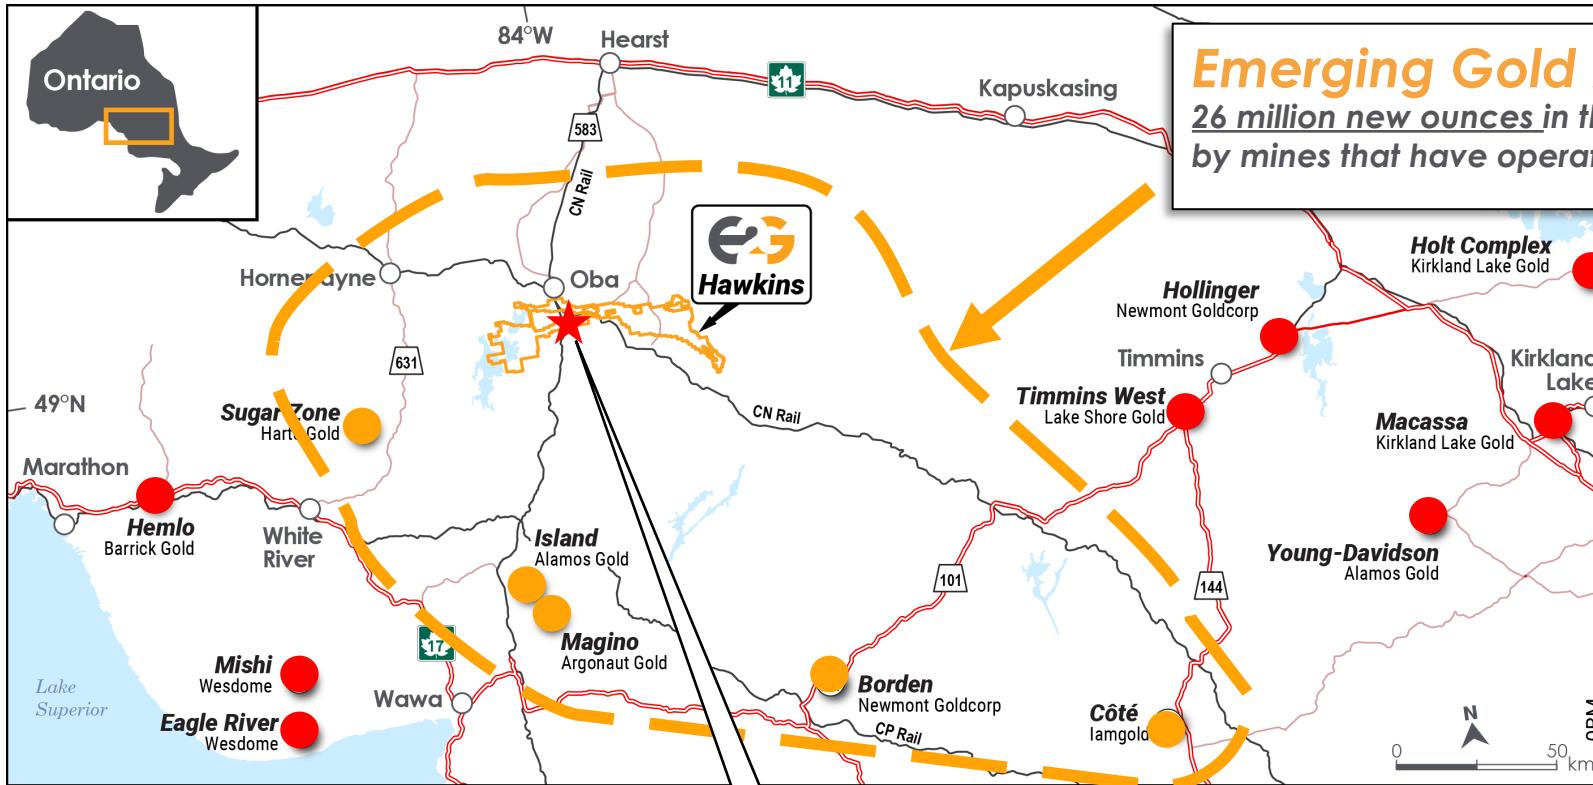 Ontario
84°W
Hearst
11
Kapuskasing
Emerging Gold
26 million new ounces in th
by mines that have operat
583
CN Rail
E2G
Hawkins
Hornepayne
Oba
Holt Complex
Kirkland Lake Gold
Hollinger
Newmont Goldcorp
631
Timmins
Kirkland
Lake
49°N
Sugar Zone
Harte Gold
CN Rail
Timmins West
Lake Shore Gold
Macassa
Kirkland Lake Gold
Marathon
Hemlo
Barrick Gold
White
River
Island
Alamos Gold
Young-Davidson
Alamos Gold
101
144
17
Magino
Argonaut Gold
Mishi
Wesdome
Lake
Superior
Eagle River
Wesdome
Wawa
Borden
Newmont Goldcorp
CP Rail
Côté
Iamgold
N
0
50
km